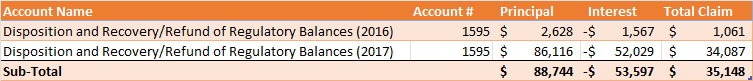 Account Name Account # Principal Interest Total Claim
Disposition and Recovery/Refund of Regulatory Balances (2016) 1595 $ 2,628 -$ 1,567 $ 1,061
Disposition and Recovery/Refund of Regulatory Balances (2017) 1595 $ 86,116 -$ 52,029 $ 34,087
Sub-Total $ 88,744 -$ 53,597 $ 35,148